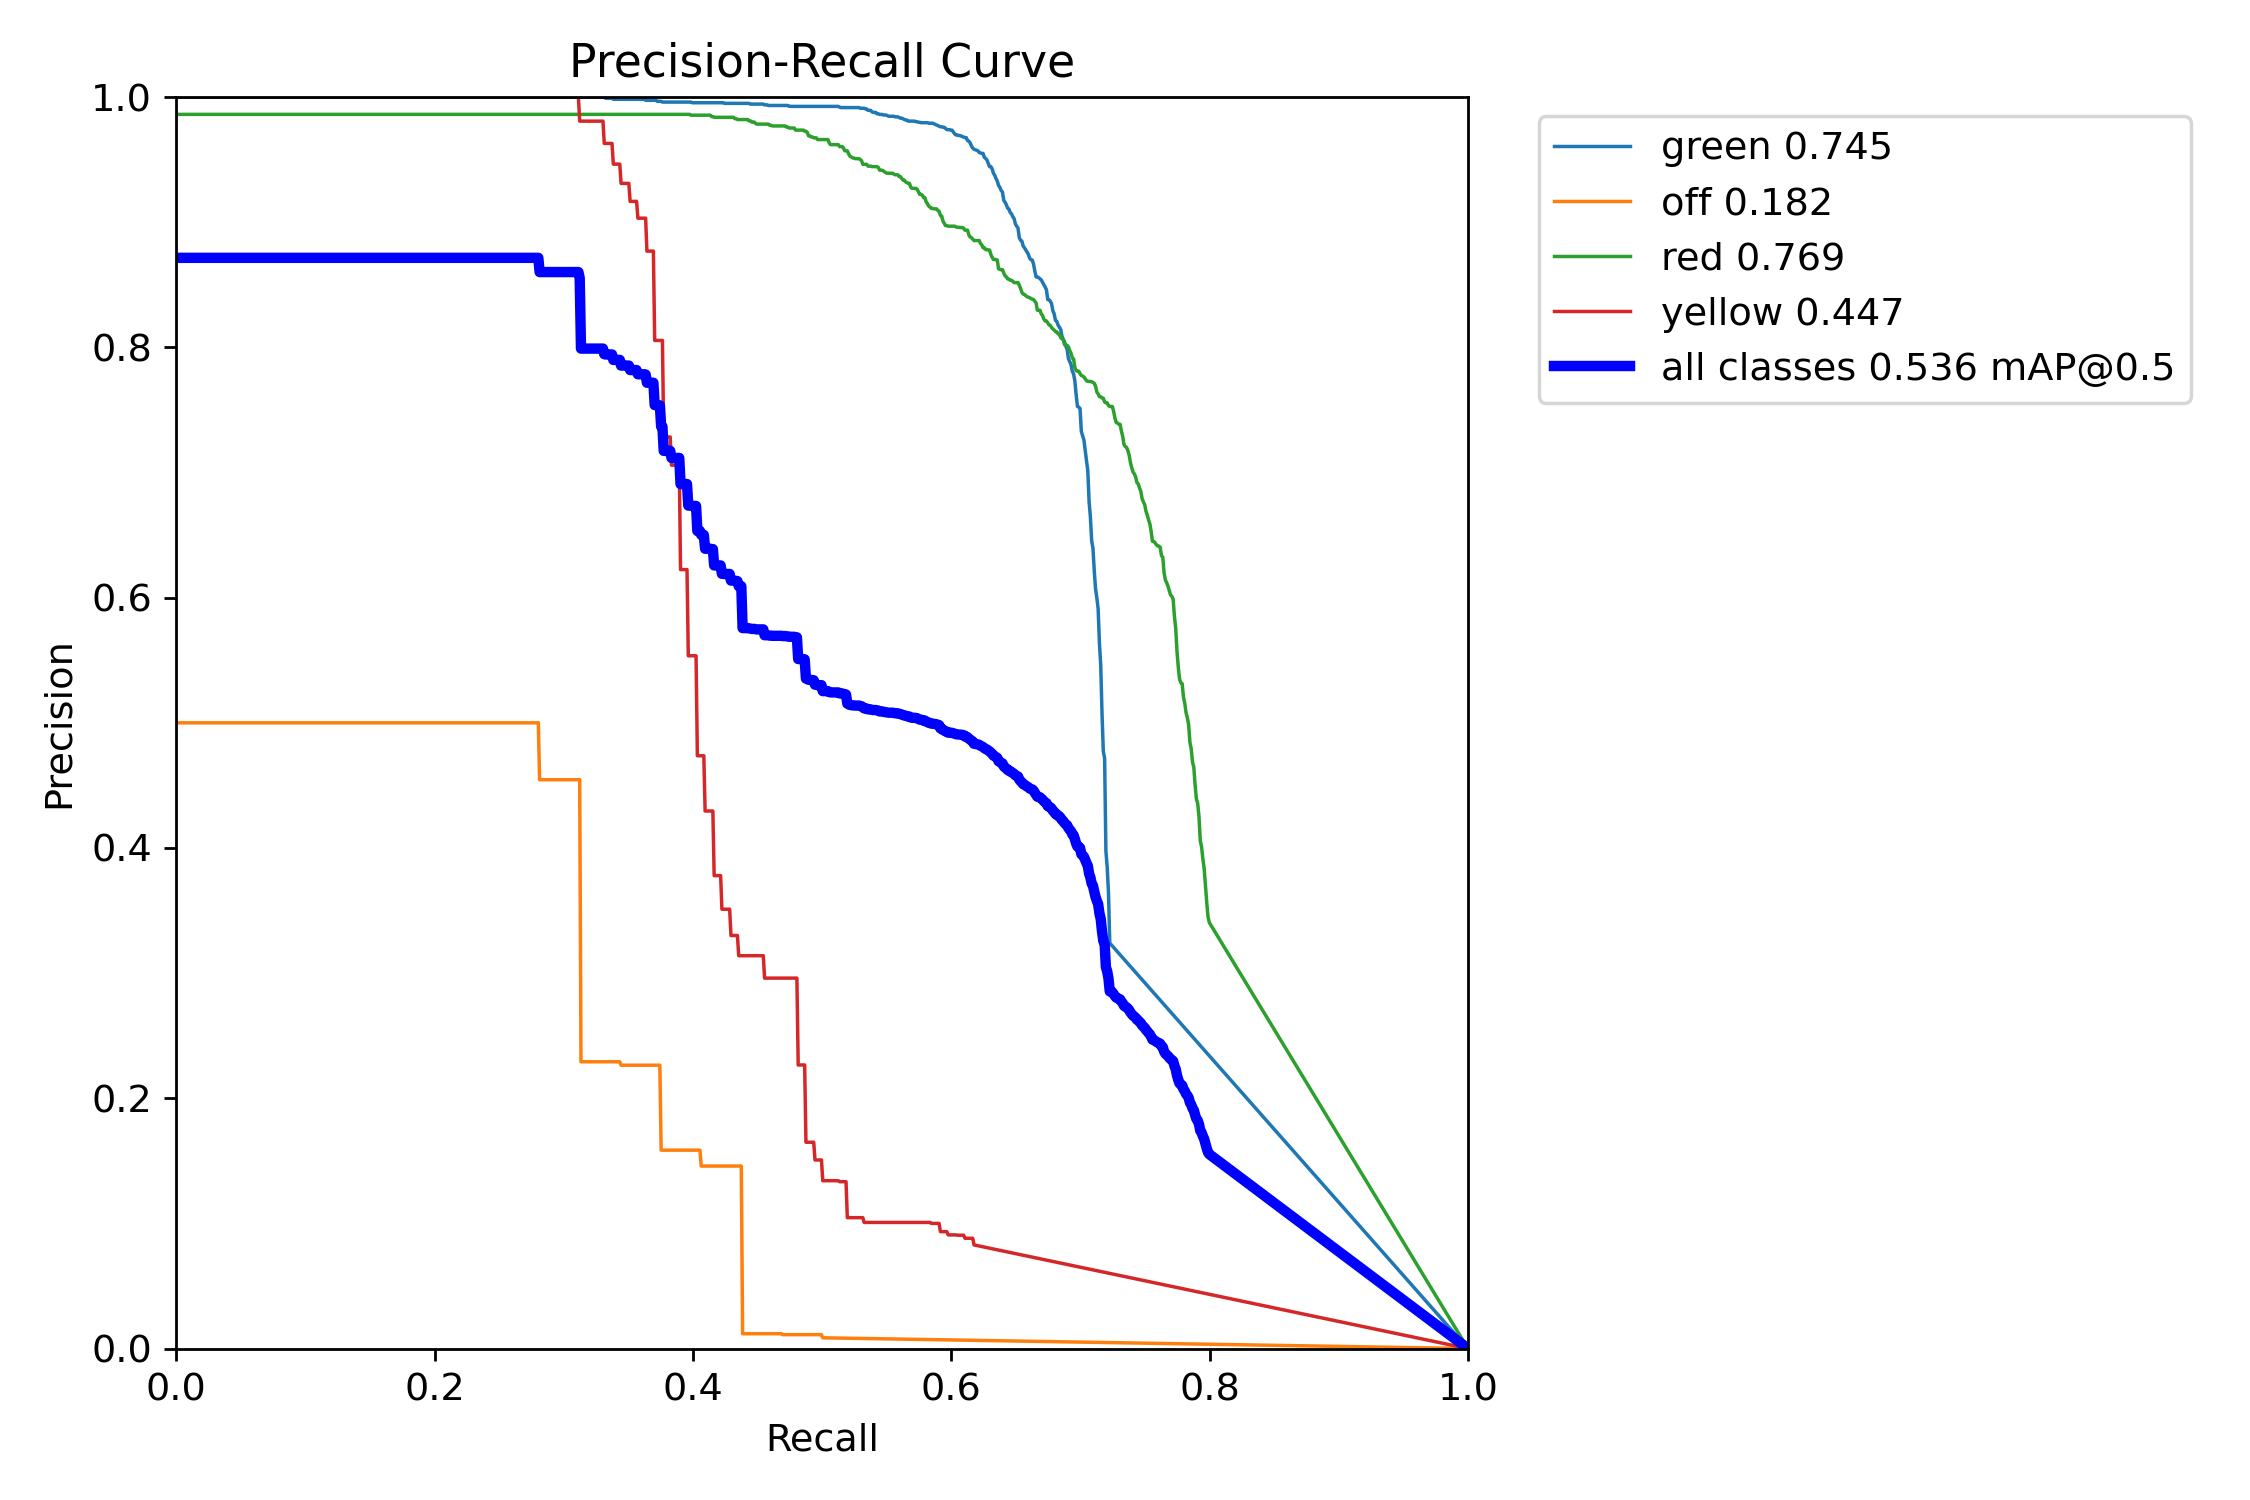 Precision-Recall Curve
1.0
0.8
0.6
0.4
0.2
0.0
Precision
0.0 0.2 0.4 0.6 0.8 1.0
Recall
green 0.745
off 0.182
red 0.769
yellow 0.447
all classes 0.536 mAP@0.5